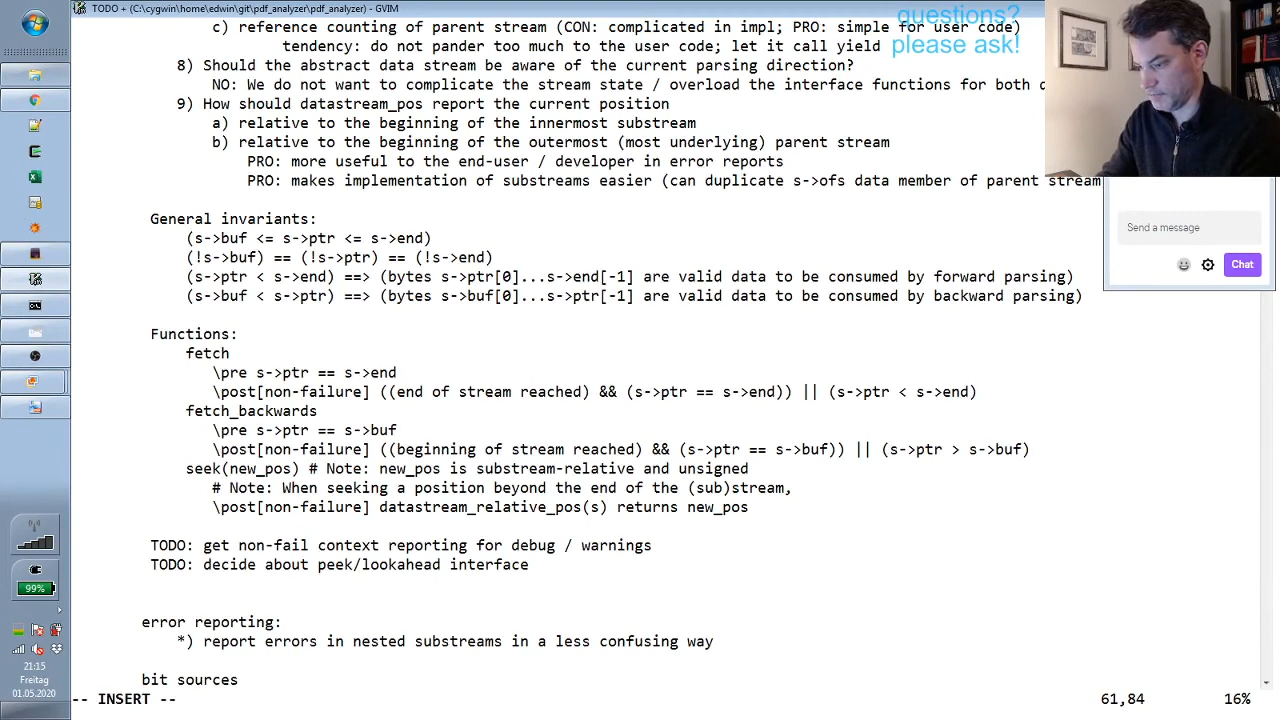 TODO + (C:\cygwin\home\edwin\git\pdf_analyzer\pdf_analyzer) - GVIM
questions?
please ask!
c) reference counting of parent stream (CON: complicated in impl; PRO: simple for user code)
tendency: do not pander too much to the user code; let it call yield
8) Should the abstract data stream be aware of the current parsing direction?
NO: We do not want to complicate the stream state / overload the interface functions for both d
9) How should datastream_pos report the current position
a) relative to the beginning of the innermost substream
b) relative to the beginning of the outermost (most underlying) parent stream
PRO: more useful to the end-user / developer in error reports
PRO: makes implementation of substreams easier (can duplicate s->ofs data member of parent stream
General invariants:
(s->buf <= s->ptr <= s->end)
(!s->buf) == (!s->ptr) == (!s->end)
(s->ptr < s->end) ==> (bytes s->ptr[0]...s->end[-1] are valid data to be consumed by forward parsing)
(s->buf < s->ptr) ==> (bytes s->buf[0]...s->ptr[-1] are valid data to be consumed by backward parsing)
Functions:
fetch
\pre s->ptr == s->end
\post[non-failure] ((end of stream reached) && (s->ptr == s->end)) || (s->ptr < s->end)
fetch_backwards
\pre s->ptr == s->buf
\post[non-failure] ((beginning of stream reached) && (s->ptr == s->buf)) || (s->ptr > s->buf)
seek(new_pos) # Note: new_pos is substream-relative and unsigned
# Note: When seeking a position beyond the end of the (sub)stream,
\post[non-failure] datastream_relative_pos(s) returns new_pos
TODO: get non-fail context reporting for debug / warnings
TODO: decide about peek/lookahead interface
error reporting:
*) report errors in nested substreams in a less confusing way
bit sources
-- INSERT --
61,84
16%
Send a message
Chat
99%
21:15
Freitag
01.05.2020